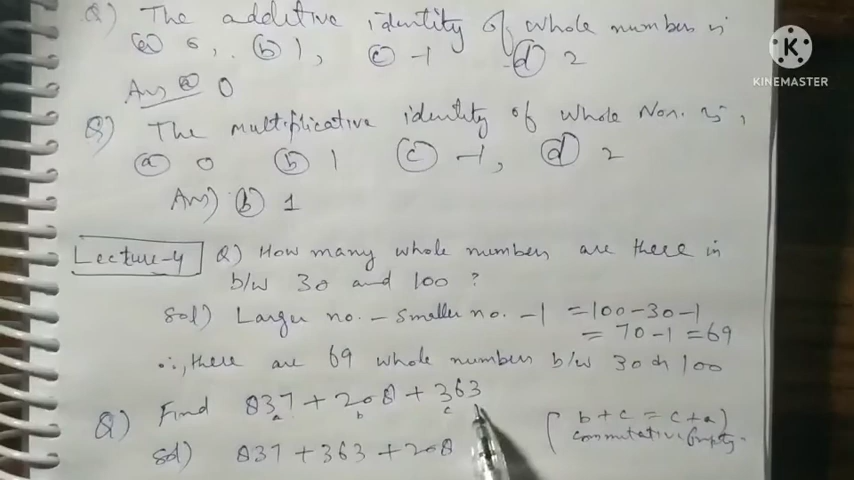 Q) The additive identity of whole numbers is
(a) 0, (b) 1, (c) -1 (d) 2
Ans (a) 0
K
KINEMASTER
Q) The multiplicative identity of whole Non. is,
(a) 0 (b) 1 (c) -1, (d) 2
Ans) (b) 1
Lecture-4 Q) How many whole numbers are there in
b/w 30 and 100 ?
Sol) Larger no. - smaller no. -1 = 100-30-1
= 70-1 = 69
∴, there are 69 whole numbers b/w 30 & 100
Q) Find 837 + 208 + 363
a b c
( b+c = c+a)
commutative
Sol) 837 + 363 + 208